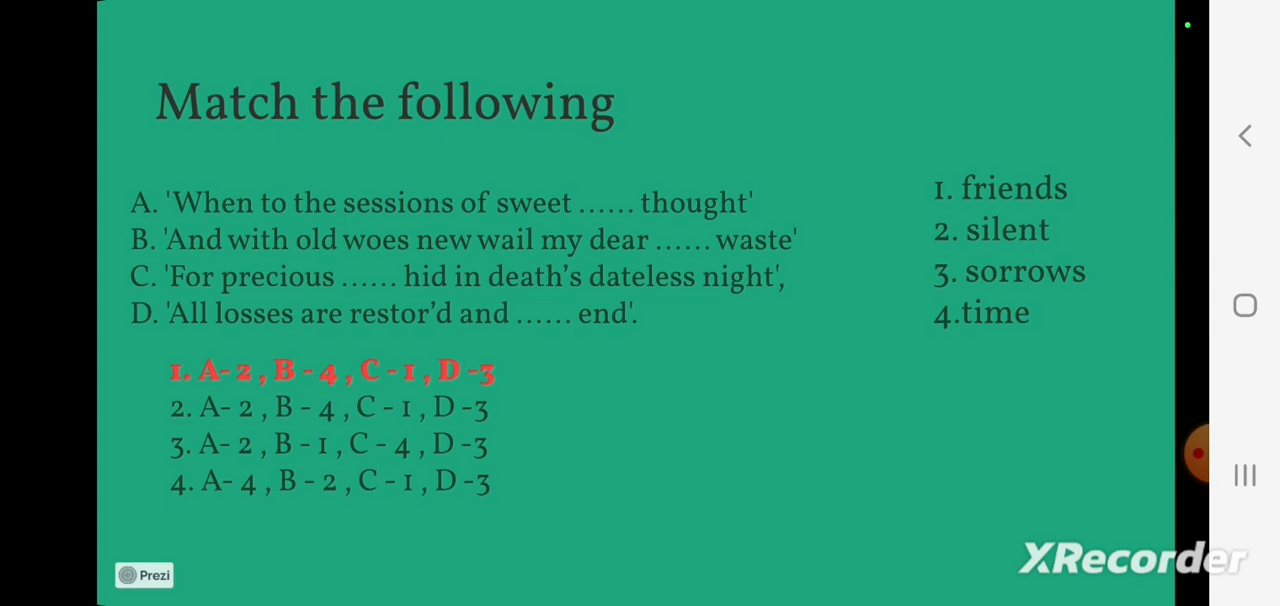 Match the following
A. 'When to the sessions of sweet ...... thought'
B. 'And with old woes new wail my dear ...... waste'
C. 'For precious ...... hid in death’s dateless night',
D. 'All losses are restor’d and ...... end'.
1. friends
2. silent
3. sorrows
4.time
1. A- 2 , B - 4 , C - 1 , D -3
2. A- 2 , B - 4 , C - 1 , D -3
3. A- 2 , B - 1 , C - 4 , D -3
4. A- 4 , B - 2 , C - 1 , D -3
Prezi
XRecorder